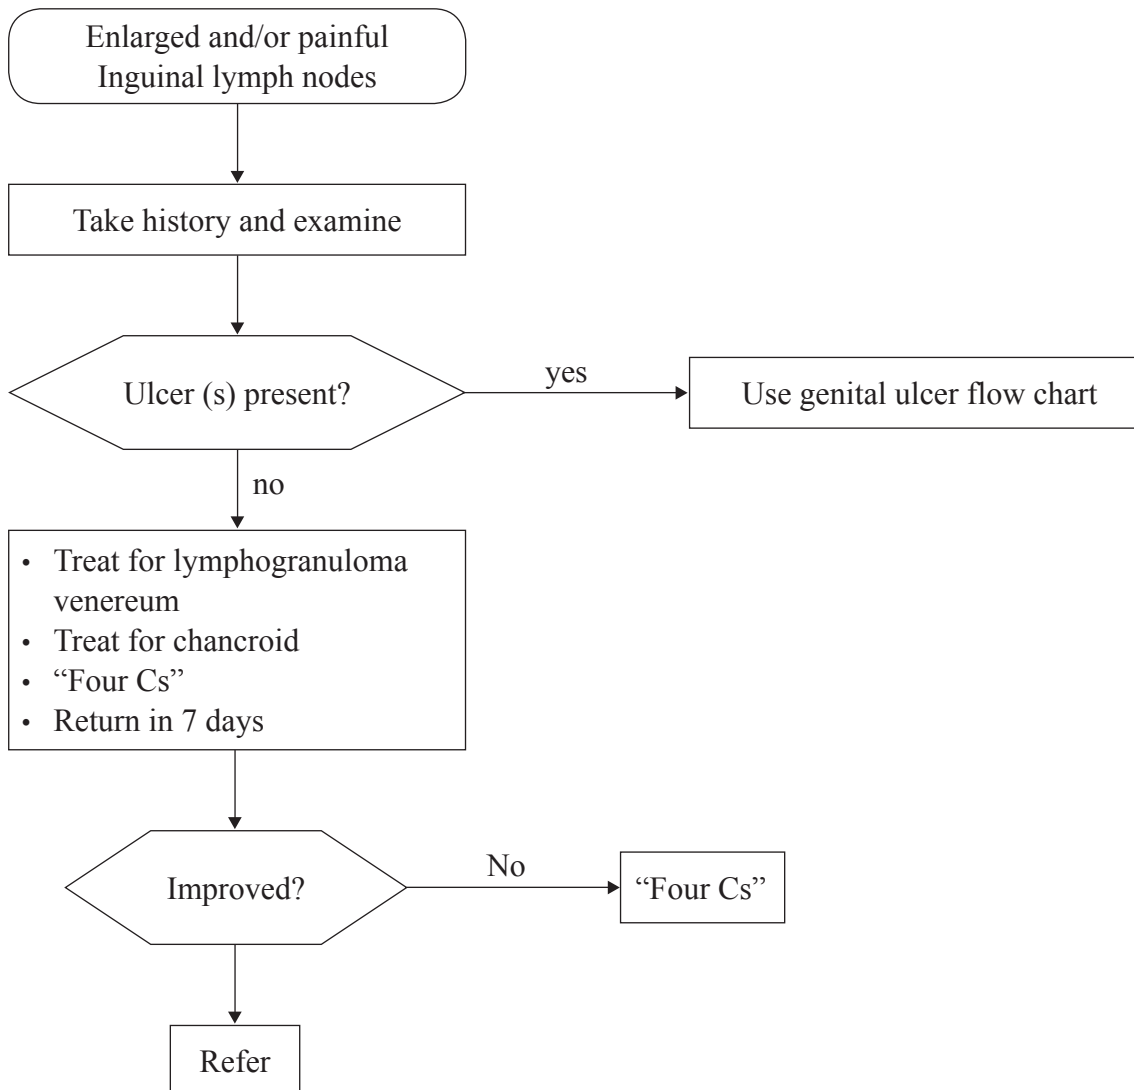 Enlarged and/or painful
Inguinal lymph nodes
Take history and examine
Ulcer (s) present?
yes
Use genital ulcer flow chart
no
• Treat for lymphogranuloma
venereum
• Treat for chancroid
• “Four Cs”
• Return in 7 days
Improved?
No
“Four Cs”
Refer